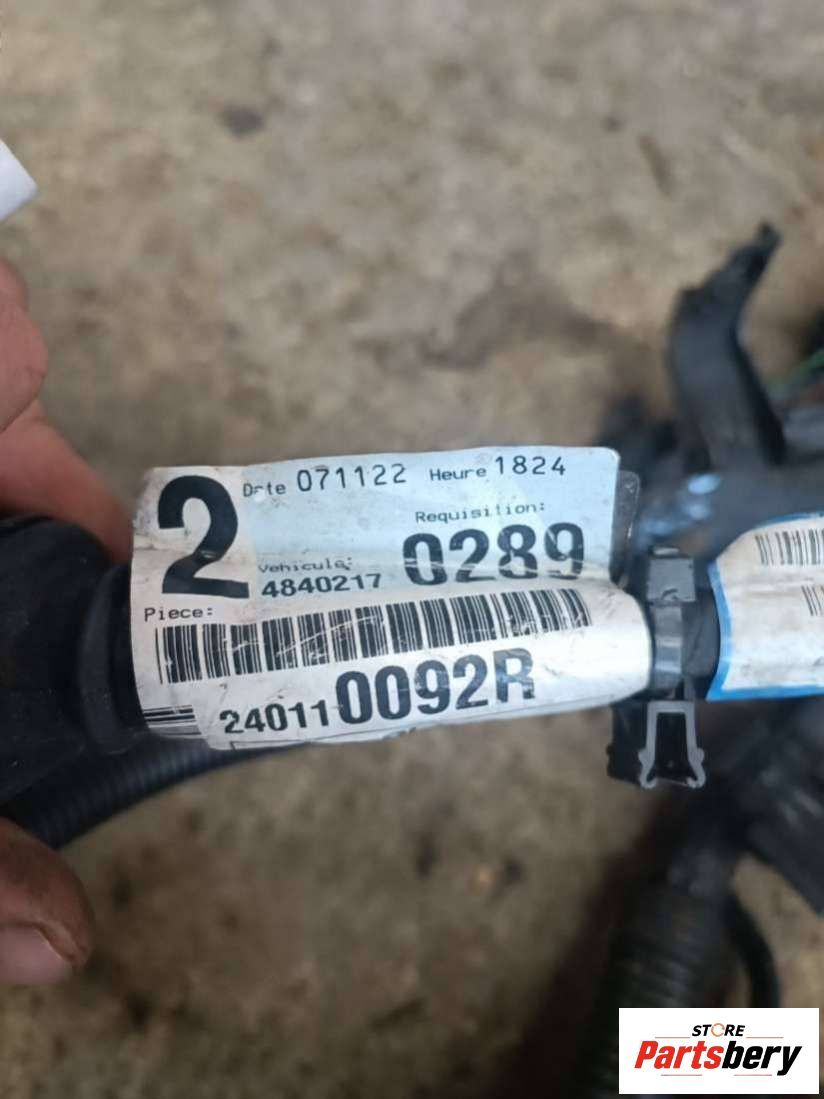 2
Date 071122 Heure 1824
Requisition:
Vehicule: 0289
4840217
Piece:
240110092R
STORE
Partsbery